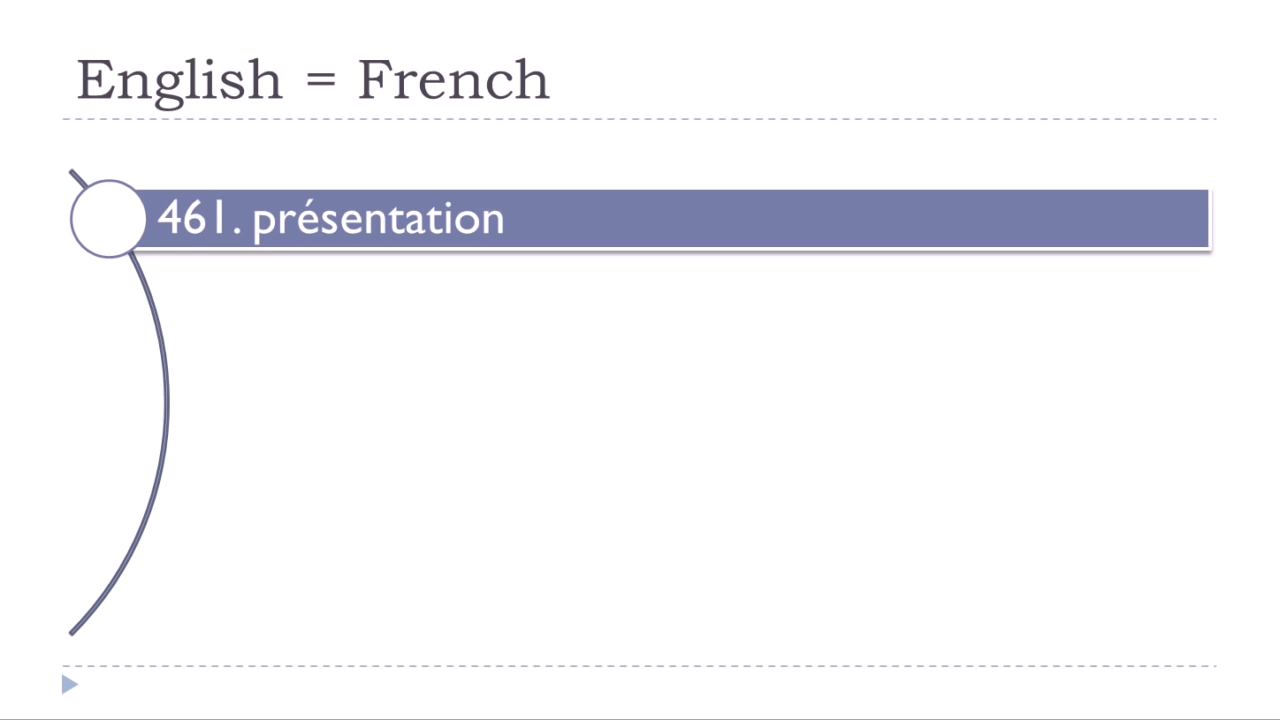 English = French
461. présentation